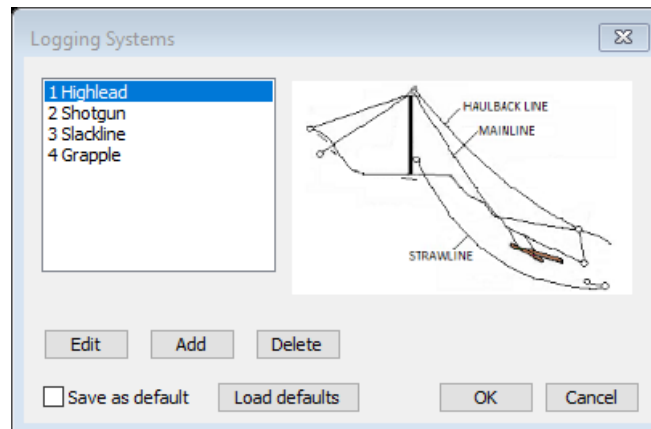 Logging Systems
1 Highlead
2 Shotgun
3 Slackline
4 Grapple
HAULBACK LINE
MAINLINE
STRAWLINE
Edit Add Delete
Save as default Load defaults OK Cancel